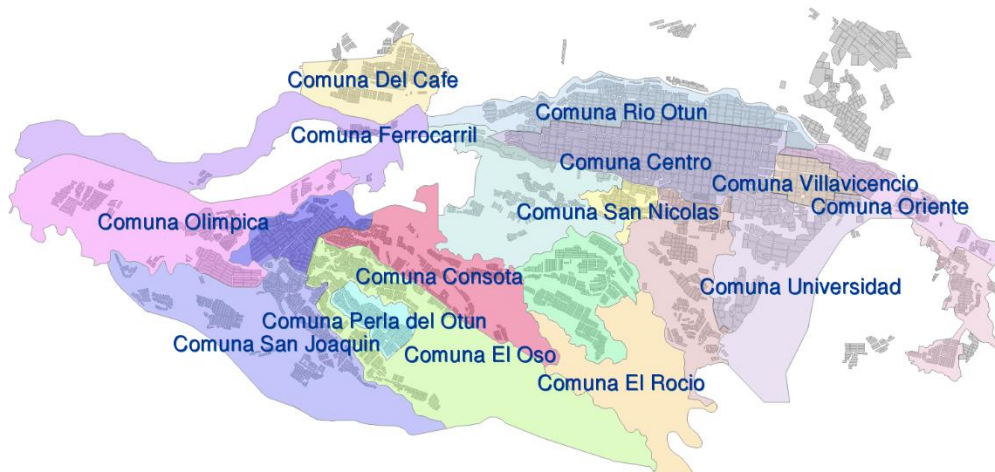 Comuna Del Cafe
Comuna Rio Otun
Comuna Ferrocarril
Comuna Centro
Comuna Villavicencio
Comuna Oriente
Comuna San Nicolas
Comuna Olimpica
Comuna Consota
Comuna Universidad
Comuna Perla del Otun
Comuna San Joaquin
Comuna El Oso
Comuna El Rocio